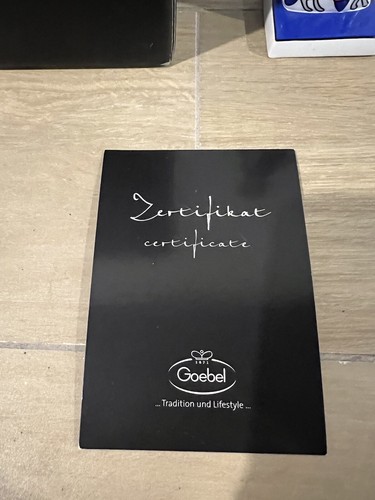 Zertifikat
certificate
1871
Goebel
... Tradition und Lifestyle ...